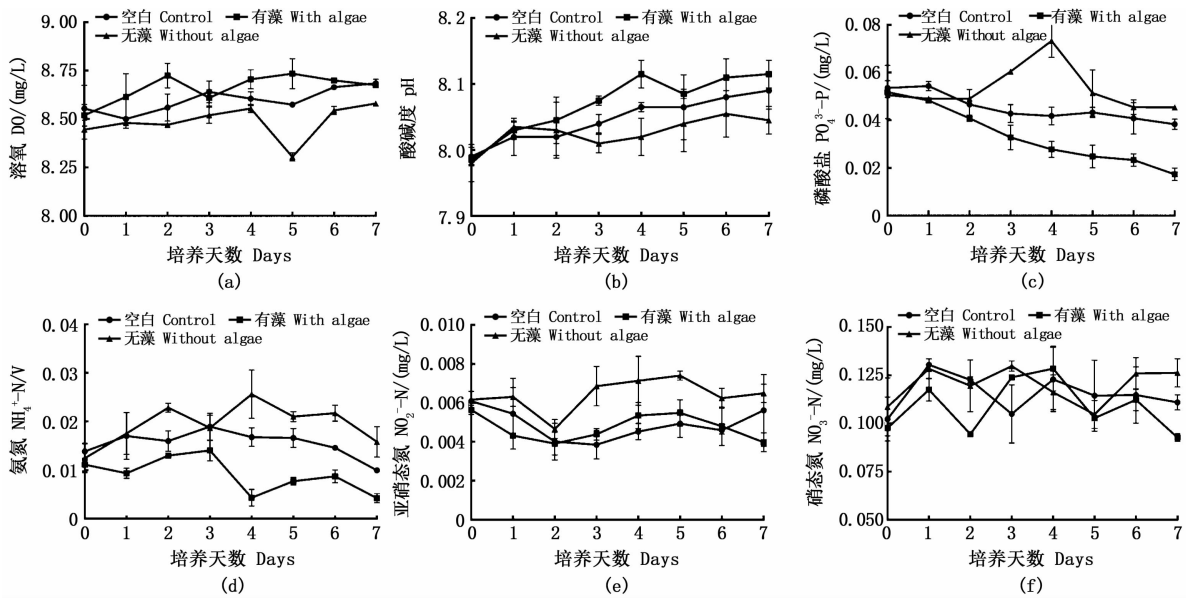 空白 Control 有藻 With algae
无藻 Without algae
溶氧 DO/(mg/L)
9.00
8.75
8.50
8.25
8.00
0 1 2 3 4 5 6 7
培养天数 Days
(a)
空白 Control 有藻 With algae
无藻 Without algae
酸碱度 pH
8.2
8.1
8.0
7.9
0 1 2 3 4 5 6 7
培养天数 Days
(b)
空白 Control 有藻 With algae
无藻 Without algae
磷酸盐 PO₄³⁻-P/(mg/L)
0.08
0.06
0.04
0.02
0
0 1 2 3 4 5 6 7
培养天数 Days
(c)
空白 Control 有藻 With algae
无藻 Without algae
氨氮 NH₄⁺-N/V
0.04
0.03
0.02
0.01
0
0 1 2 3 4 5 6 7
培养天数 Days
(d)
空白 Control 有藻 With algae
无藻 Without algae
亚硝态氮 NO₂⁻-N/(mg/L)
0.010
0.008
0.006
0.004
0.002
0
0 1 2 3 4 5 6 7
培养天数 Days
(e)
空白 Control 有藻 With algae
无藻 Without algae
硝态氮 NO₃⁻-N/(mg/L)
0.150
0.125
0.100
0.075
0.050
0 1 2 3 4 5 6 7
培养天数 Days
(f)